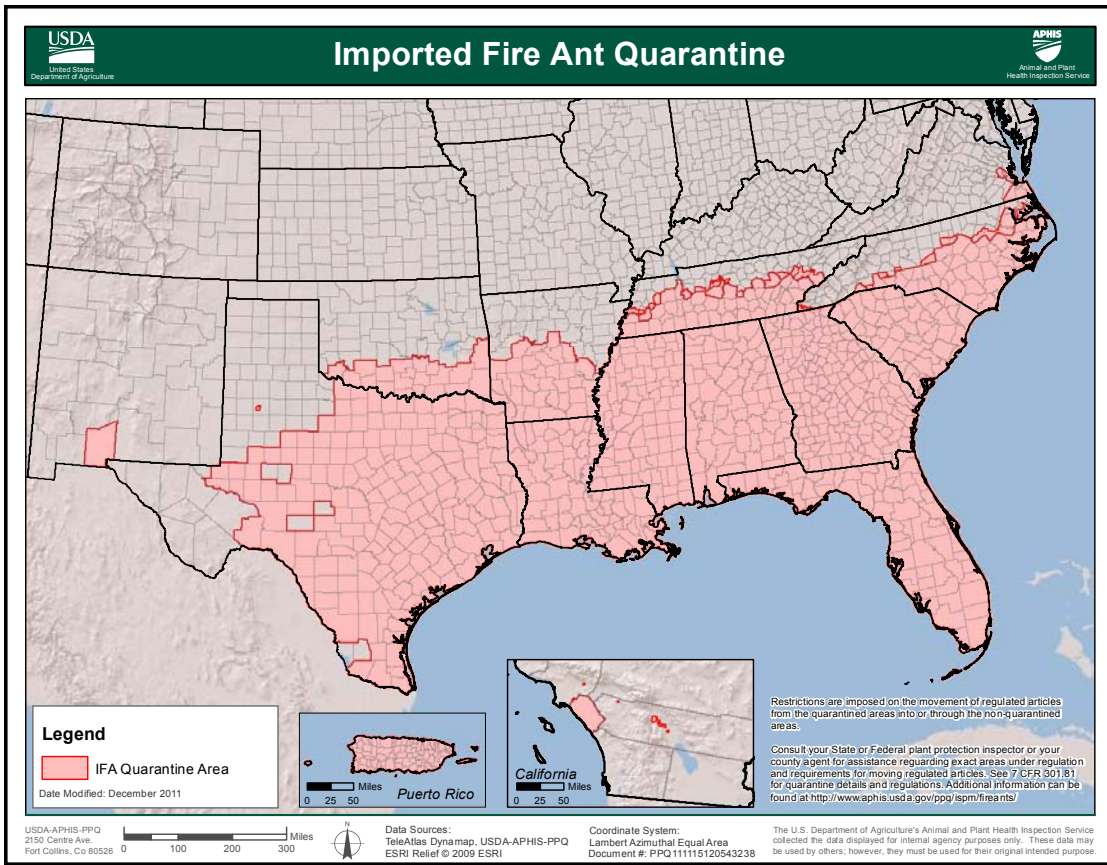 USDA
United States
Department of Agriculture
Imported Fire Ant Quarantine
APHIS
Animal and Plant
Health Inspection Service
Restrictions are imposed on the movement of regulated articles
from the quarantined areas into or through the non-quarantined
areas.
Consult your State or Federal plant protection inspector or your
county agent for assistance reguarding exact areas under regulation
and requirements for moving regulated articles. See 7 CFR 301.81
for quarantine details and regulations. Additional information can be
found at http://www.aphis.usda.gov/ppq/ispm/fireants/
Legend
IFA Quarantine Area
Date Modified: December 2011
Miles
0 25 50
Puerto Rico
California
Miles
0 25 50
USDA-APHIS-PPQ
2150 Centre Ave.
Fort Collins, Co 80526
Miles
0 100 200 300
N
Data Sources:
TeleAtlas Dynamap, USDA-APHIS-PPQ
ESRI Relief © 2009 ESRI
Coordinate System:
Lambert Azimuthal Equal Area
Document #: PPQ111115120543238
The U.S. Department of Agriculture's Animal and Plant Health Inspection Service
collected the data displayed for internal agency purposes only. These data may
be used by others; however, they must be used for their original intended purpose.